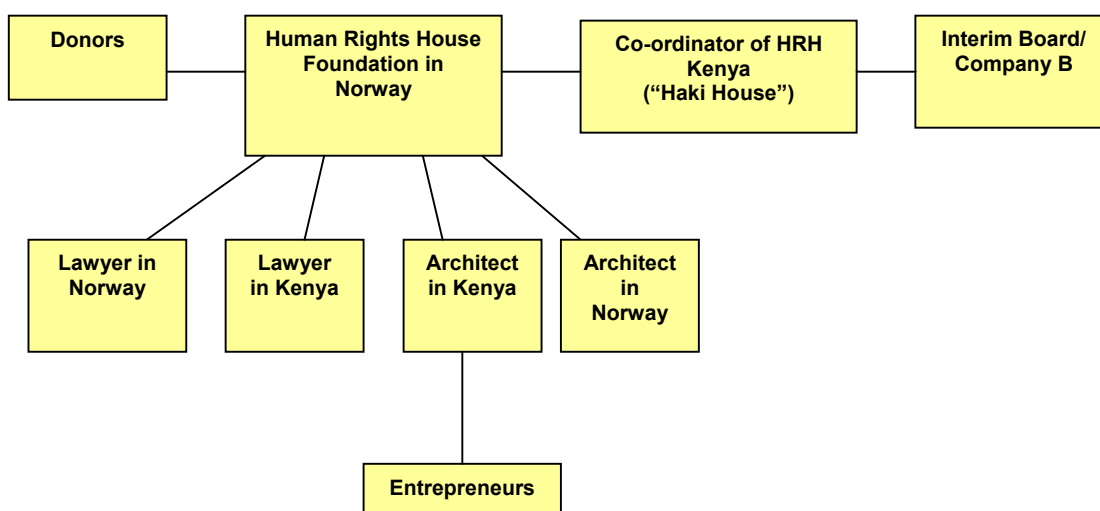 Donors
Human Rights House
Foundation in
Norway
Co-ordinator of HRH
Kenya
(“Haki House”)
Interim Board/
Company B
Lawyer in
Norway
Lawyer
in Kenya
Architect
in Kenya
Architect
in
Norway
Entrepreneurs